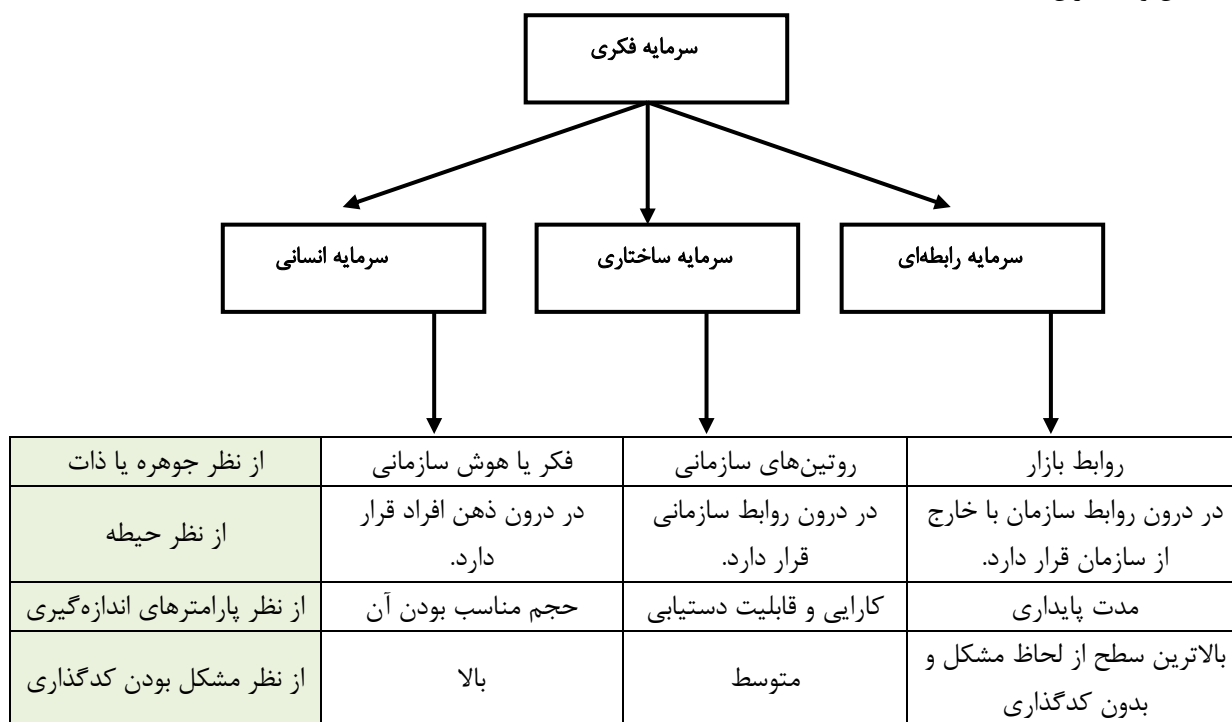 سرمایه فکری
سرمایه رابطه‌ای
سرمایه ساختاری
سرمایه انسانی
روابط بازار
روتین‌های سازمانی
فکر یا هوش سازمانی
از نظر جوهره یا ذات
در درون روابط سازمان با خارج
از سازمان قرار دارد.
در درون روابط سازمانی
قرار دارد.
در درون ذهن افراد قرار
دارد.
از نظر حیطه
مدت پایداری
کارایی و قابلیت دستیابی
حجم مناسب بودن آن
از نظر پارامترهای اندازه‌گیری
بالاترین سطح از لحاظ مشکل و
بدون کدگذاری
متوسط
بالا
از نظر مشکل بودن کدگذاری